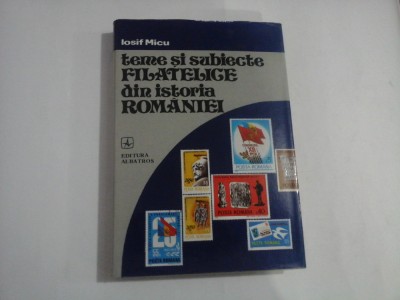 Iosif Micu
teme și subiecte
FILATELICE
din istoria
ROMÂNIEI
EDITURA
ALBATROS